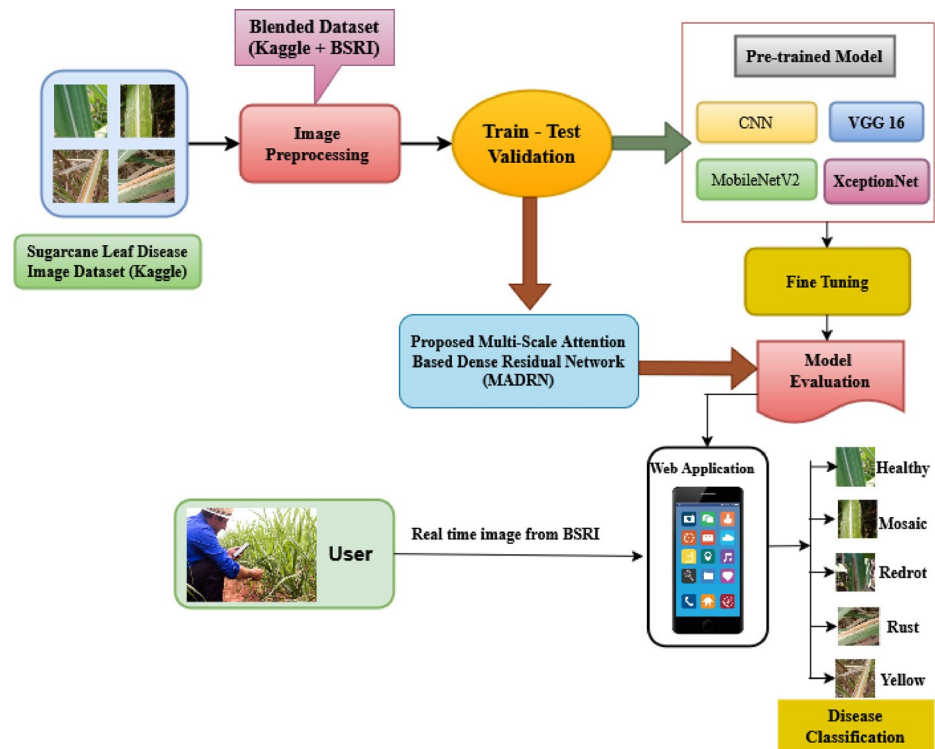 Blended Dataset
(Kaggle + BSRI)
Pre-trained Model
CNN
VGG 16
MobileNetV2
XceptionNet
Image
Preprocessing
Train - Test
Validation
Sugarcane Leaf Disease
Image Dataset (Kaggle)
Fine Tuning
Proposed Multi-Scale Attention
Based Dense Residual Network
(MADRN)
Model
Evaluation
Web Application
User
Real time image from BSRI
Healthy
Mosaic
Redrot
Rust
Yellow
Disease
Classification